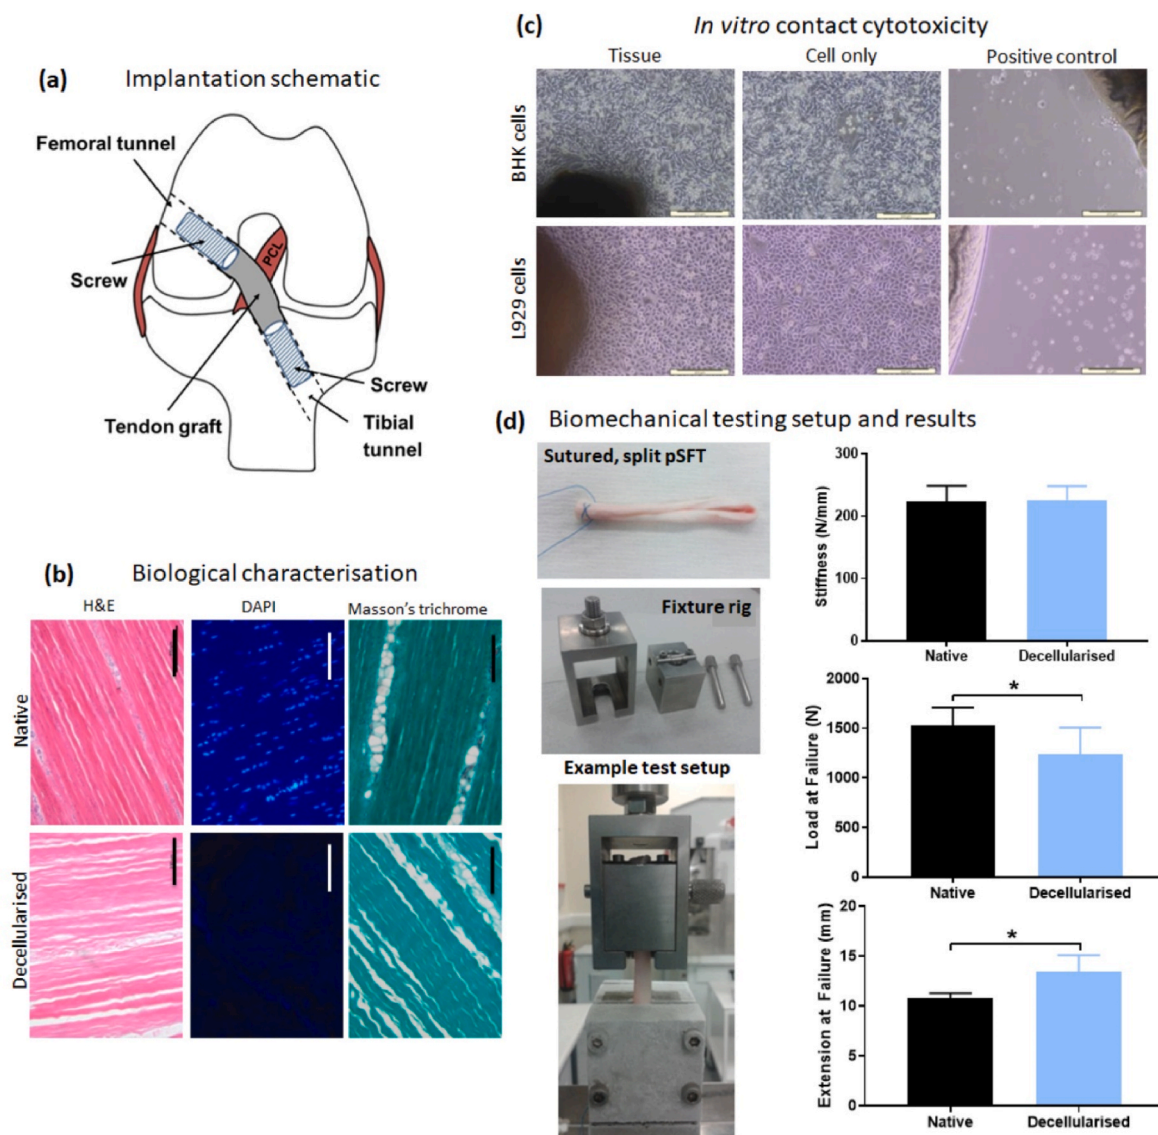 (a) Implantation schematic
Femoral tunnel
PCL
Screw
Screw
Tendon graft
Tibial
tunnel
(b) Biological characterisation
H&E
DAPI
Masson's trichrome
Native
Decellularised
(c) In vitro contact cytotoxicity
Tissue
Cell only
Positive control
BHK cells
L929 cells
(d) Biomechanical testing setup and results
Sutured, split pSFT
Fixture rig
Example test setup
Stiffness (N/mm)
300
200
100
0
Native
Decellularised
Load at Failure (N)
2000
1500
1000
500
0
*
Native
Decellularised
Extension at Failure (mm)
20
15
10
5
0
*
Native
Decellularised